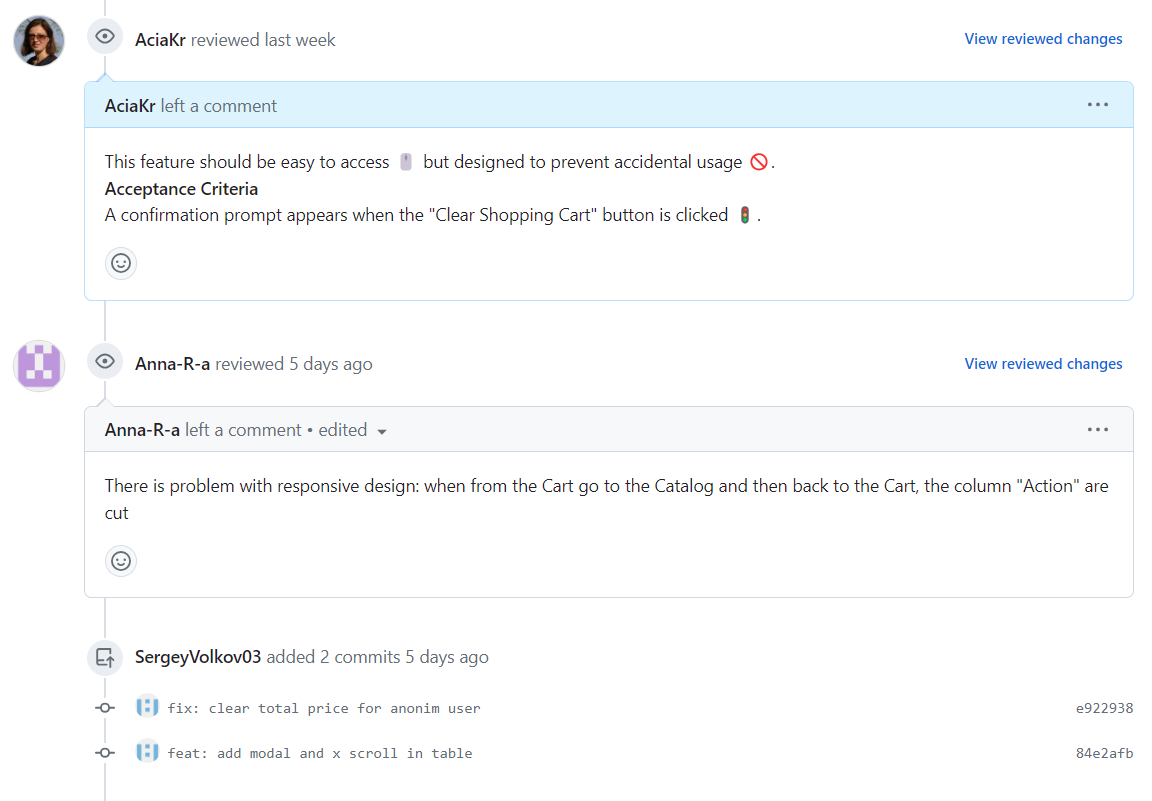 AciaKr reviewed last week View reviewed changes
AciaKr left a comment
This feature should be easy to access 🖱️ but designed to prevent accidental usage 🚫.
Acceptance Criteria
A confirmation prompt appears when the "Clear Shopping Cart" button is clicked 🚦.
Anna-R-a reviewed 5 days ago View reviewed changes
Anna-R-a left a comment • edited
There is problem with responsive design: when from the Cart go to the Catalog and then back to the Cart, the column "Action" are
cut
SergeyVolkov03 added 2 commits 5 days ago
fix: clear total price for anonim user e922938
feat: add modal and x scroll in table 84e2afb